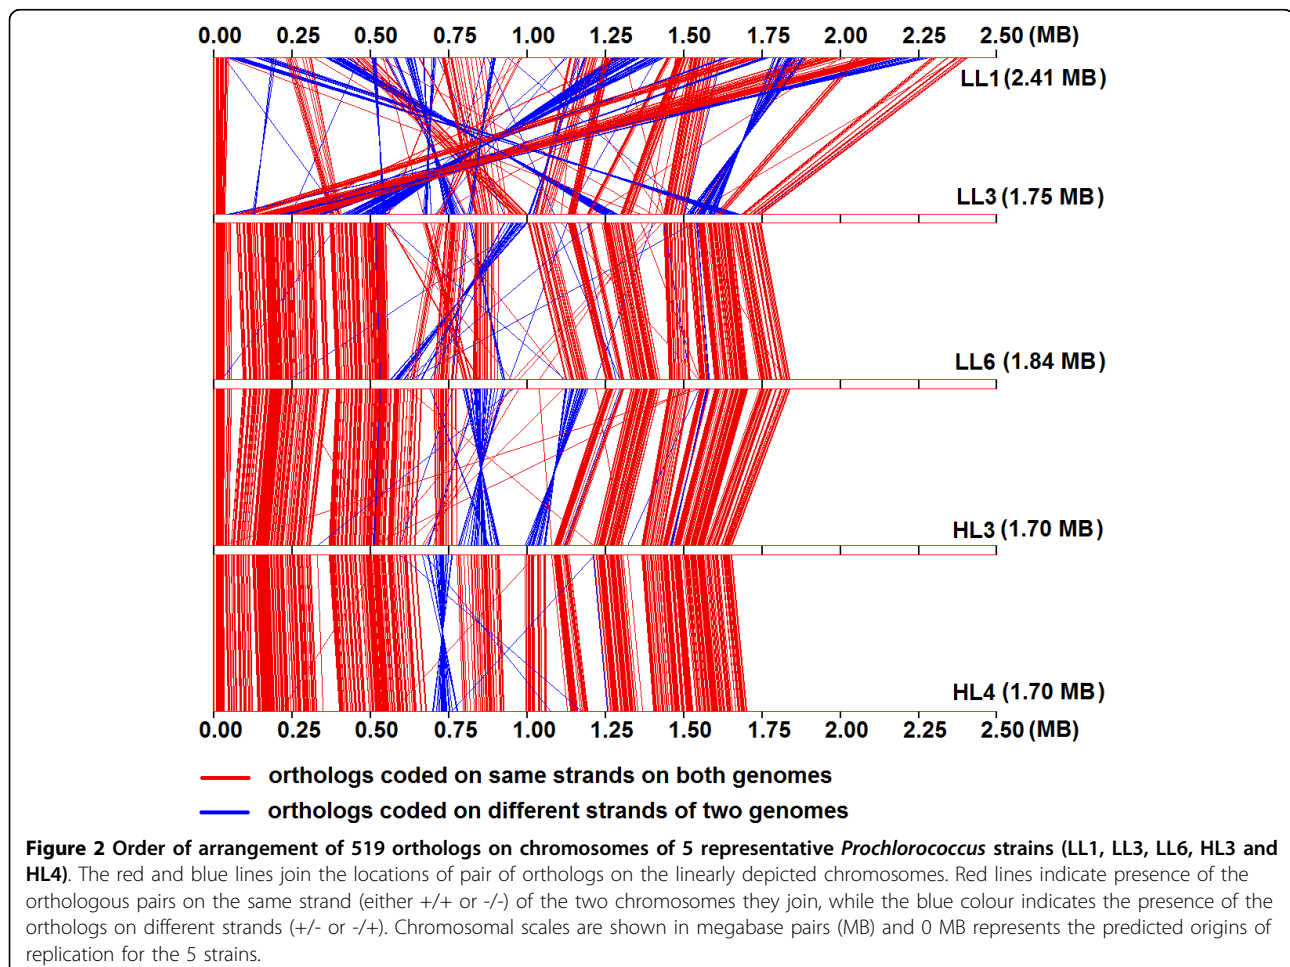 0.00 0.25 0.50 0.75 1.00 1.25 1.50 1.75 2.00 2.25 2.50 (MB)
LL1 (2.41 MB)
LL3 (1.75 MB)
LL6 (1.84 MB)
HL3 (1.70 MB)
HL4 (1.70 MB)
0.00 0.25 0.50 0.75 1.00 1.25 1.50 1.75 2.00 2.25 2.50 (MB)
orthologs coded on same strands on both genomes
orthologs coded on different strands of two genomes
Figure 2 Order of arrangement of 519 orthologs on chromosomes of 5 representative Prochlorococcus strains (LL1, LL3, LL6, HL3 and
HL4). The red and blue lines join the locations of pair of orthologs on the linearly depicted chromosomes. Red lines indicate presence of the
orthologous pairs on the same strand (either +/+ or -/-) of the two chromosomes they join, while the blue colour indicates the presence of the
orthologs on different strands (+/- or -/+). Chromosomal scales are shown in megabase pairs (MB) and 0 MB represents the predicted origins of
replication for the 5 strains.